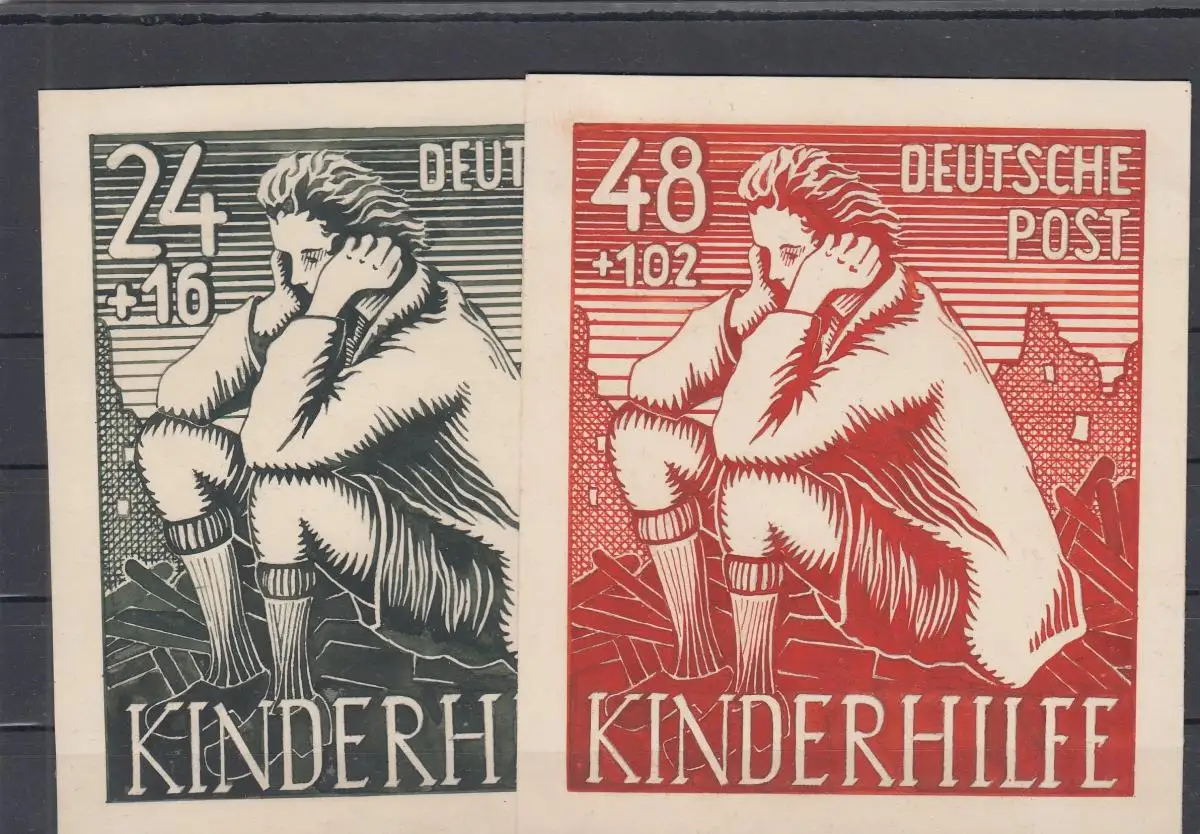 24
+16
DEUT
KINDERH
48
+102
DEUTSCHE
POST
KINDERHILFE